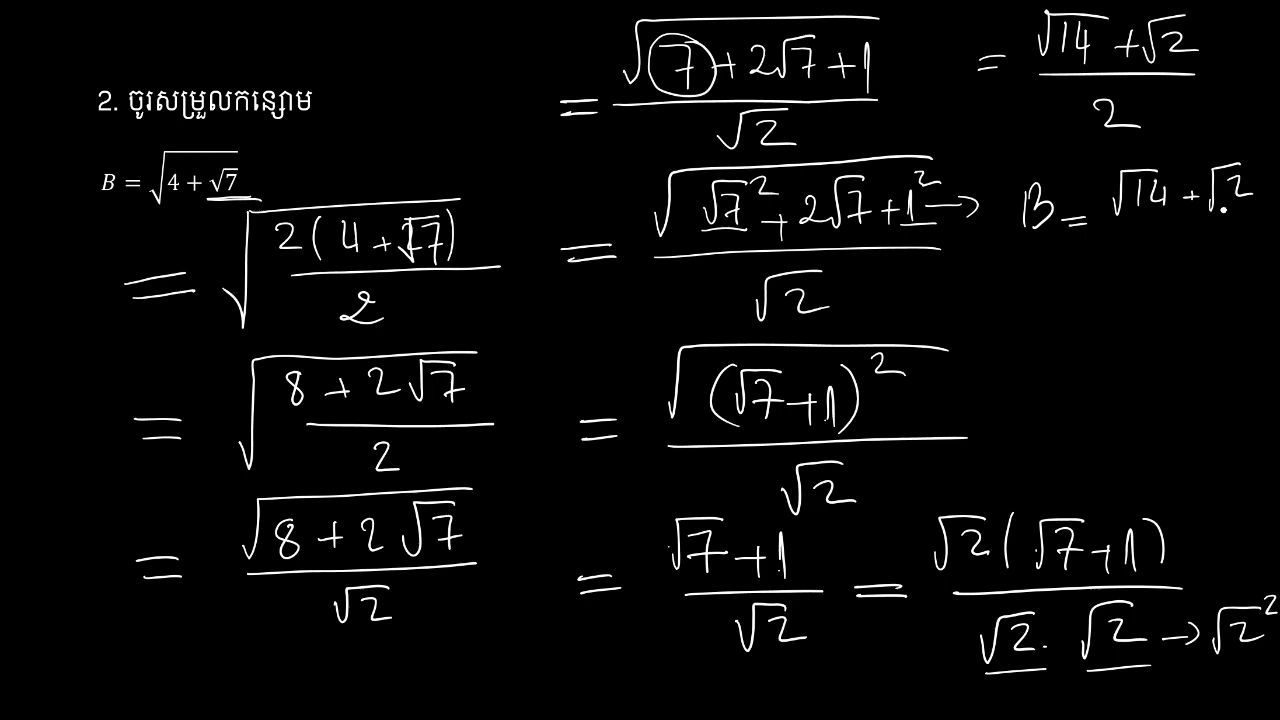 2. ចូរសម្រួលកន្សោម
B = √(4 + √7)
= √(2(4 + √7)/2)
= √((8 + 2√7)/2)
= √(8 + 2√7)/√2
= √(7 + 2√7 + 1)/√2
= √(√7² + 2√7 + 1²)/√2
= √((√7 + 1)²)/√2
= (√7 + 1)/√2 = √2(√7 + 1)/(√2 · √2) → √2²
= (√14 + √2)/2
→ B = √14 + √2